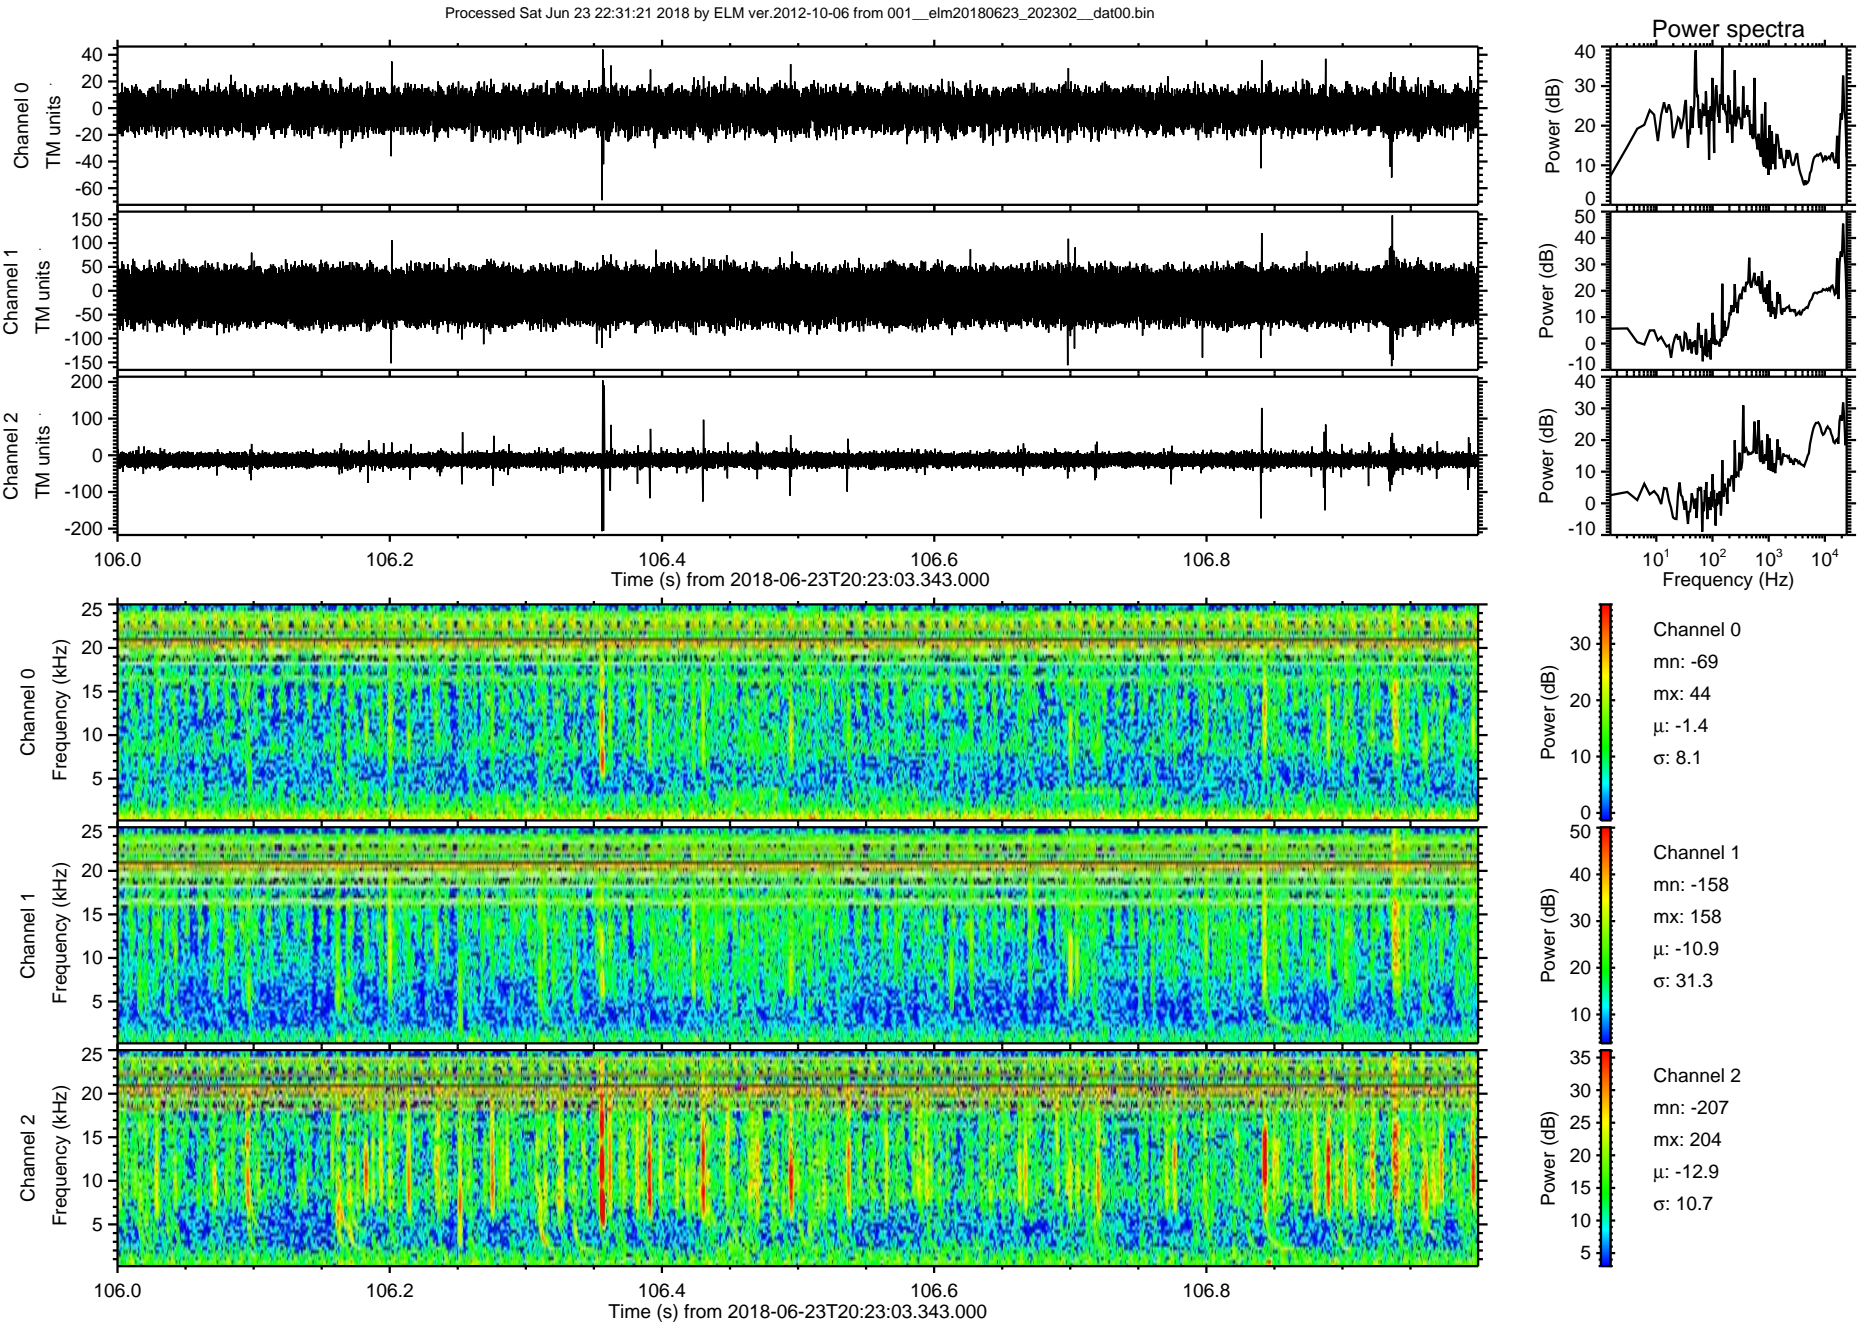 Processed Sat Jun 23 22:31:21 2018 by ELM ver.2012-10-06 from 001__elm20180623_202302__dat00.bin
Power spectra
Channel 0
TM units
40
20
0
-20
-40
-60
Power (dB)
40
30
20
10
0
Channel 1
TM units
150
100
50
0
-50
-100
-150
Power (dB)
50
40
30
20
10
0
-10
Channel 2
TM units
200
100
0
-100
-200
Power (dB)
40
30
20
10
0
-10
106.0 106.2 106.4 106.6 106.8
Time (s) from 2018-06-23T20:23:03.343.000
10¹ 10² 10³ 10⁴
Frequency (Hz)
Channel 0
Frequency (kHz)
25
20
15
10
5
Power (dB)
30
20
10
0
Channel 0
mn: -69
mx: 44
µ: -1.4
σ: 8.1
Channel 1
Frequency (kHz)
25
20
15
10
5
Power (dB)
50
40
30
20
10
Channel 1
mn: -158
mx: 158
µ: -10.9
σ: 31.3
Channel 2
Frequency (kHz)
25
20
15
10
5
Power (dB)
35
30
25
20
15
10
5
Channel 2
mn: -207
mx: 204
µ: -12.9
σ: 10.7
106.0 106.2 106.4 106.6 106.8
Time (s) from 2018-06-23T20:23:03.343.000